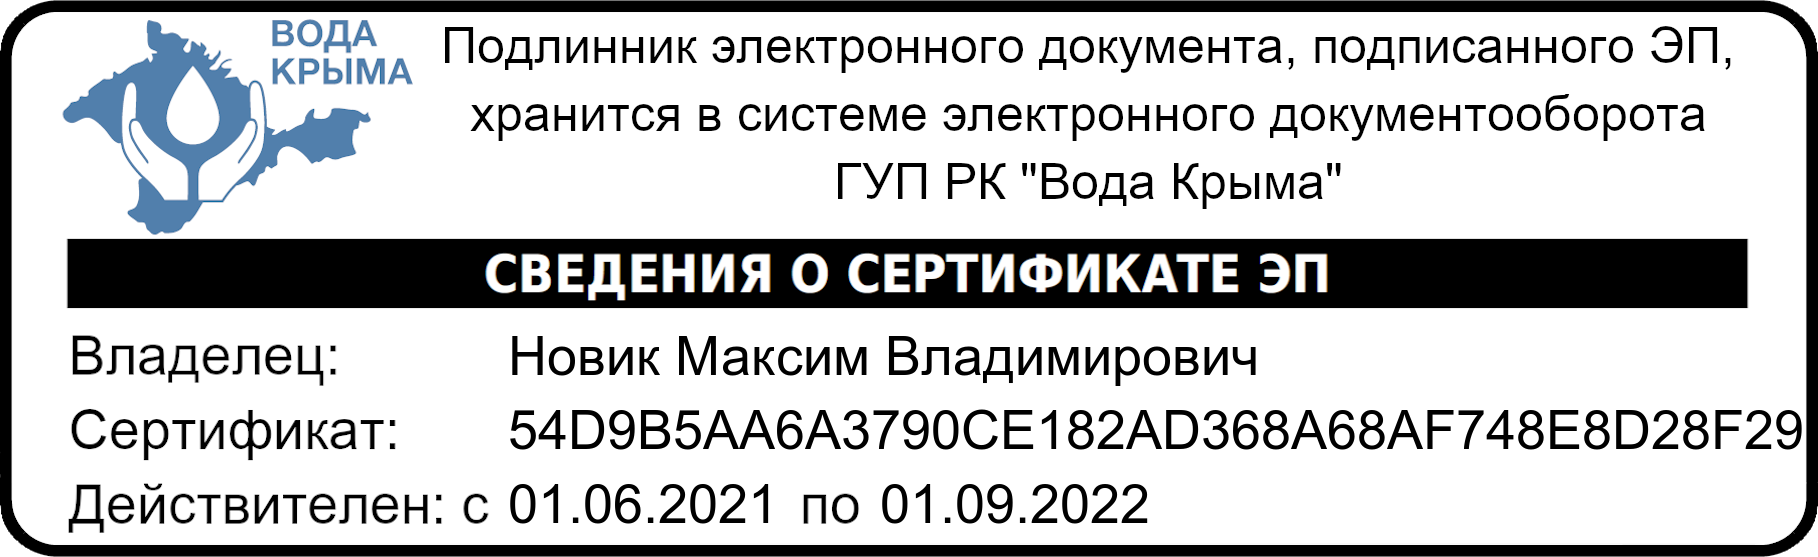 ВОДА
КРЫМА
Подлинник электронного документа, подписанного ЭП,
хранится в системе электронного документооборота
ГУП РК "Вода Крыма"
СВЕДЕНИЯ О СЕРТИФИКАТЕ ЭП
Владелец: Новик Максим Владимирович
Сертификат: 54D9B5AA6A3790CE182AD368A68AF748E8D28F29
Действителен: с 01.06.2021 по 01.09.2022